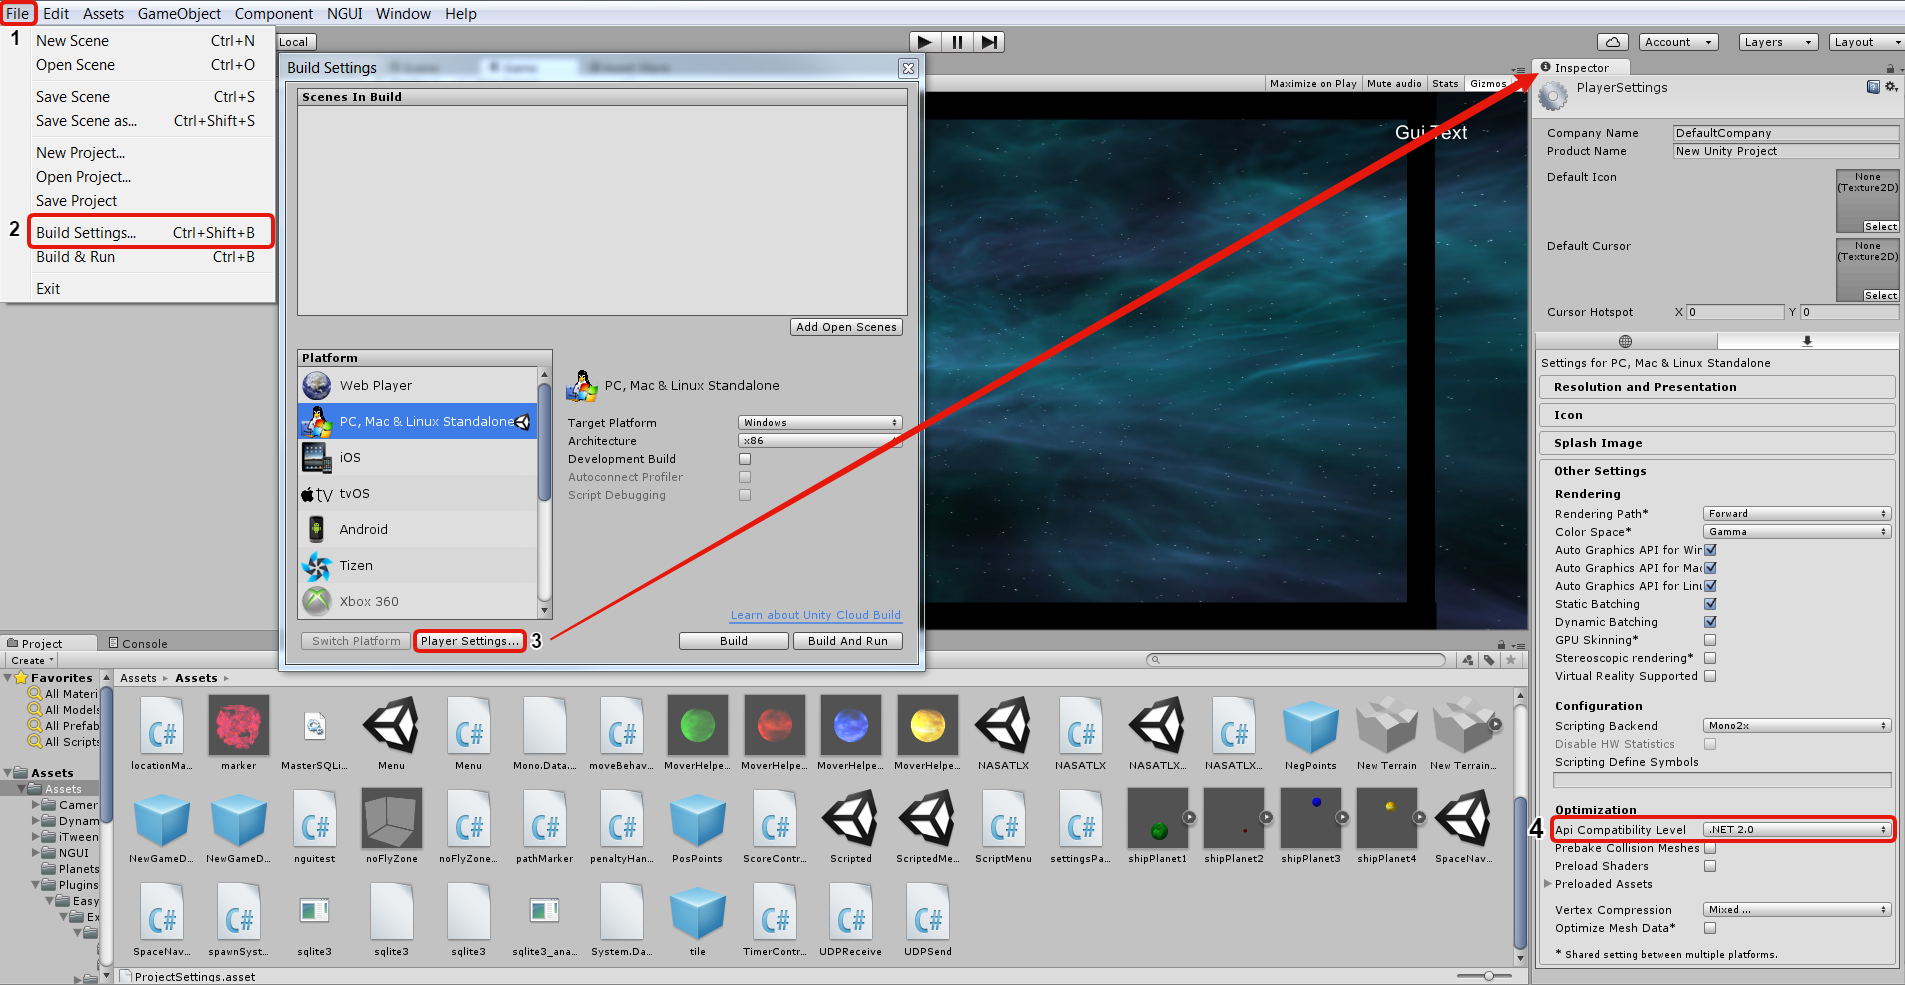 File Edit Assets GameObject Component NGUI Window Help
1
New Scene Ctrl+N
Open Scene Ctrl+O
Save Scene Ctrl+S
Save Scene as... Ctrl+Shift+S
New Project...
Open Project...
Save Project
2
Build Settings... Ctrl+Shift+B
Build & Run Ctrl+B
Exit
Local
Account
Layers
Layout
Build Settings
Scenes In Build
Add Open Scenes
Platform
Web Player
PC, Mac & Linux Standalone
iOS
tvOS
Android
Tizen
Xbox 360
PC, Mac & Linux Standalone
Target Platform Windows
Architecture x86
Development Build
Autoconnect Profiler
Script Debugging
Learn about Unity Cloud Build
Switch Platform Player Settings... 3 Build Build And Run
Maximize on Play Mute audio Stats Gizmos
Gui Text
Inspector
PlayerSettings
Company Name DefaultCompany
Product Name New Unity Project
Default Icon
None
(Texture2D)
Select
Default Cursor
None
(Texture2D)
Select
Cursor Hotspot X 0 Y 0
Settings for PC, Mac & Linux Standalone
Resolution and Presentation
Icon
Splash Image
Other Settings
Rendering
Rendering Path* Forward
Color Space* Gamma
Auto Graphics API for Win
Auto Graphics API for Mac
Auto Graphics API for Linu
Static Batching
Dynamic Batching
GPU Skinning*
Stereoscopic rendering*
Virtual Reality Supported
Configuration
Scripting Backend Mono2x
Disable HW Statistics
Scripting Define Symbols
Optimization
4 Api Compatibility Level .NET 2.0
Prebake Collision Meshes
Preload Shaders
Preloaded Assets
Vertex Compression Mixed ...
Optimize Mesh Data*
* Shared setting between multiple platforms.
Project Console
Create
Favorites
All Materi
All Models
All Prefab
All Scripts
Assets
Assets
Camer
Dynam
iTween
NGUI
Planets
Plugins
Easy
Ex
Assets Assets
locationMa... marker MasterSQLi... Menu Menu Mono.Data.... moveBehav... MoverHelpe... MoverHelpe... MoverHelpe... MoverHelpe... NASATLX NASATLX NASATLX... NASATLX... NegPoints New Terrain New Terrain...
NewGameD... NewGameD... nguitest noFlyZone noFlyZone... pathMarker penaltyHan... PosPoints ScoreContr... Scripted ScriptedMe... ScriptMenu settingsPa... shipPlanet1 shipPlanet2 shipPlanet3 shipPlanet4 SpaceNav...
SpaceNav... spawnSyst... sqlite3 sqlite3 sqlite3 sqlite3_ana... System.Da... tile TimerContr... UDPReceive UDPSend
ProjectSettings.asset